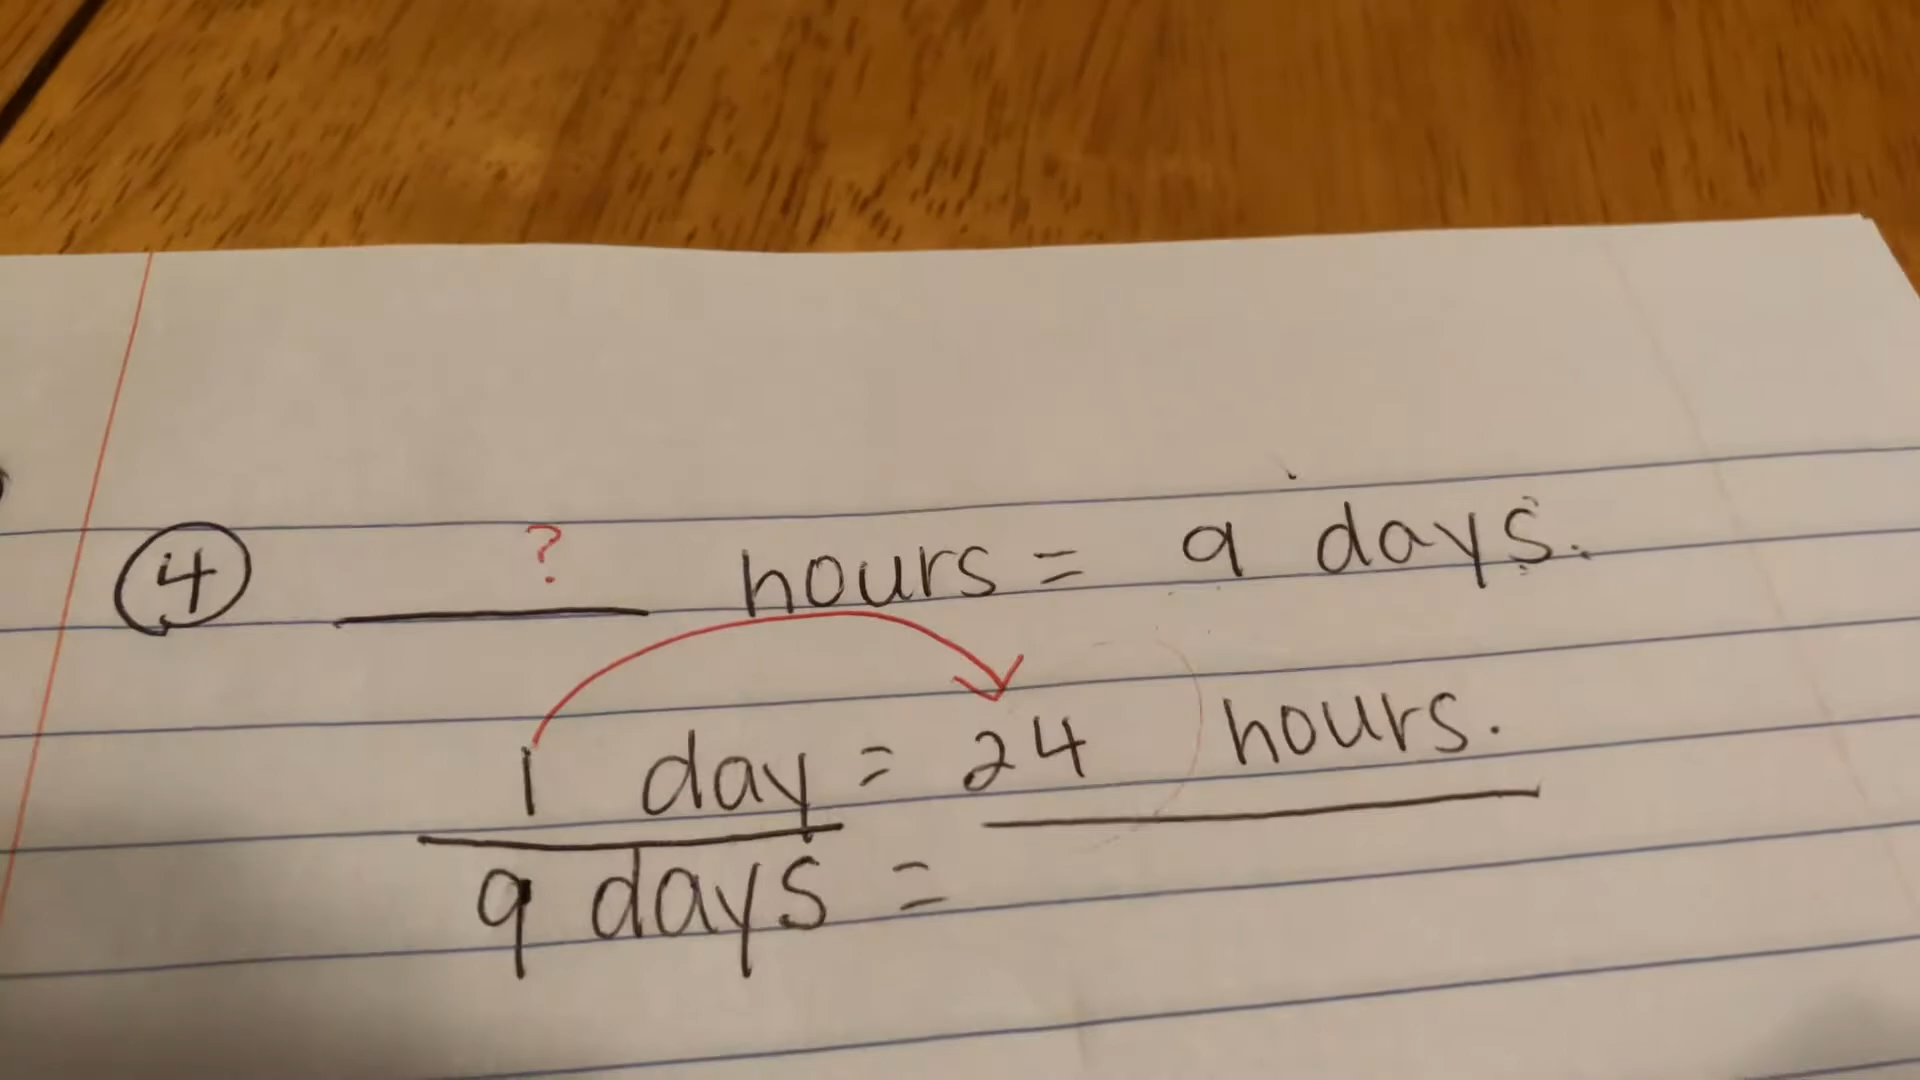 4 ? hours = 9 days.
1 day = 24 hours.
9 days =